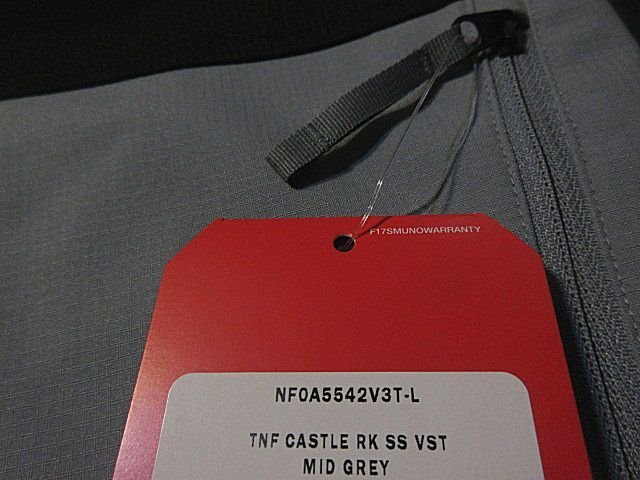 F17SMUNOWARRANTY
NF0A5542V3T-L
TNF CASTLE RK SS VST
MID GREY